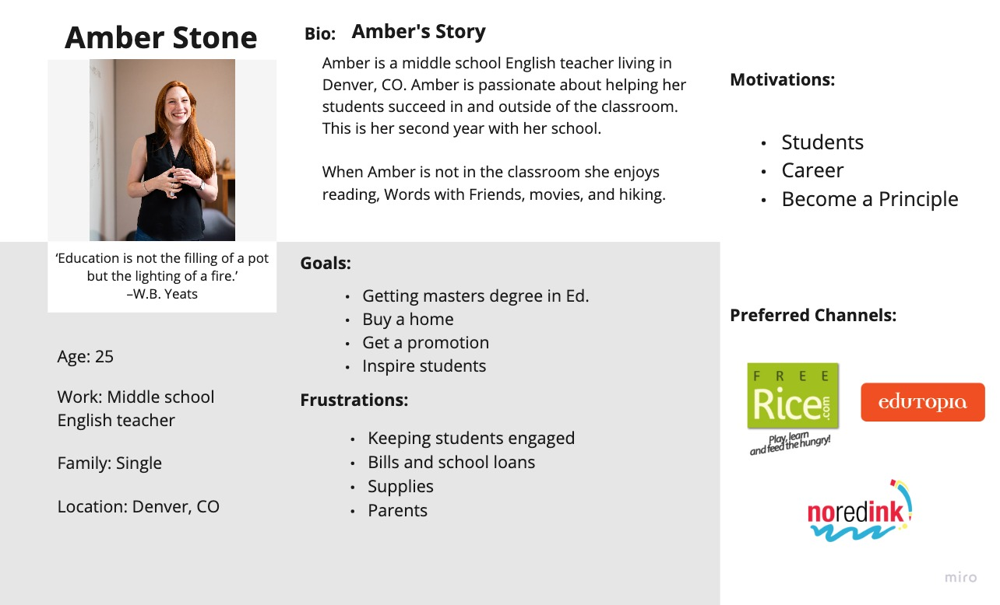 Amber Stone
‘Education is not the filling of a pot
but the lighting of a fire.’
–W.B. Yeats
Age: 25
Work: Middle school
English teacher
Family: Single
Location: Denver, CO
Bio: Amber's Story
Amber is a middle school English teacher living in
Denver, CO. Amber is passionate about helping her
students succeed in and outside of the classroom.
This is her second year with her school.
When Amber is not in the classroom she enjoys
reading, Words with Friends, movies, and hiking.
Goals:
• Getting masters degree in Ed.
• Buy a home
• Get a promotion
• Inspire students
Frustrations:
• Keeping students engaged
• Bills and school loans
• Supplies
• Parents
Motivations:
• Students
• Career
• Become a Principle
Preferred Channels:
FREE
Rice.com
Play, learn
and feed the hungry!
edutopia
noredink
miro